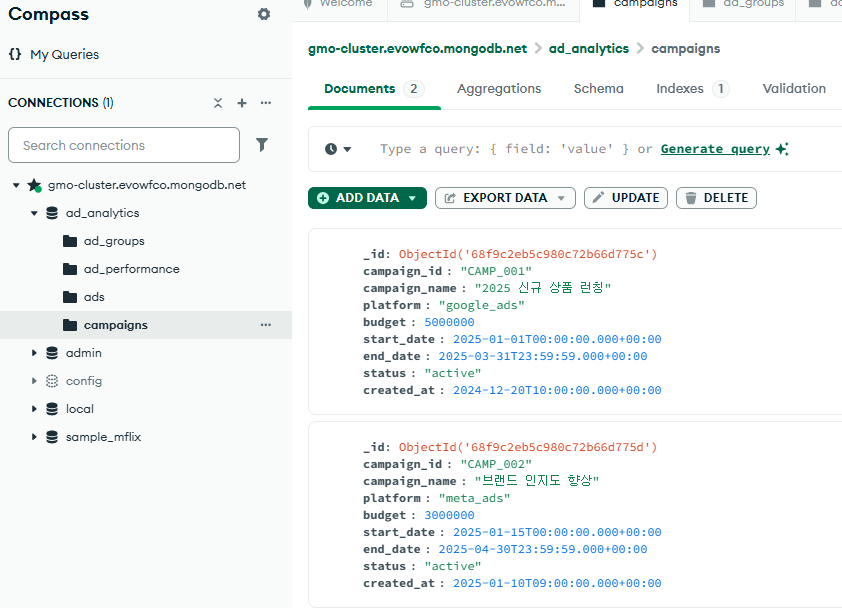 Compass
My Queries
CONNECTIONS (1)
Search connections
gmo-cluster.evowfco.mongodb.net
ad_analytics
ad_groups
ad_performance
ads
campaigns
admin
config
local
sample_mflix
Welcome
gmo-cluster.evowfco.m...
campaigns
ad_groups
gmo-cluster.evowfco.mongodb.net > ad_analytics > campaigns
Documents 2 Aggregations Schema Indexes 1 Validation
Type a query: { field: 'value' } or Generate query
ADD DATA EXPORT DATA UPDATE DELETE
_id: ObjectId('68f9c2eb5c980c72b66d775c')
campaign_id : "CAMP_001"
campaign_name : "2025 신규 상품 런칭"
platform : "google_ads"
budget : 5000000
start_date : 2025-01-01T00:00:00.000+00:00
end_date : 2025-03-31T23:59:59.000+00:00
status : "active"
created_at : 2024-12-20T10:00:00.000+00:00
_id: ObjectId('68f9c2eb5c980c72b66d775d')
campaign_id : "CAMP_002"
campaign_name : "브랜드 인지도 향상"
platform : "meta_ads"
budget : 3000000
start_date : 2025-01-15T00:00:00.000+00:00
end_date : 2025-04-30T23:59:59.000+00:00
status : "active"
created_at : 2025-01-10T09:00:00.000+00:00